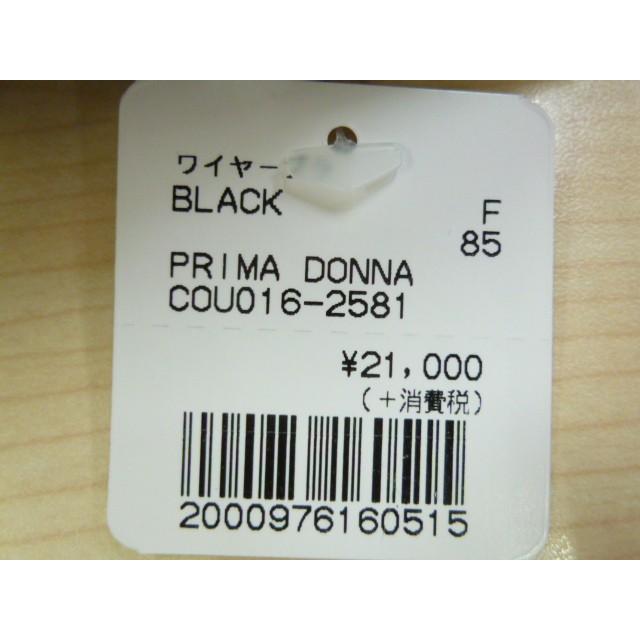 ワイヤー
BLACK
F
85
PRIMA DONNA
COU016-2581
¥21,000
(+消費税)
2000976160515